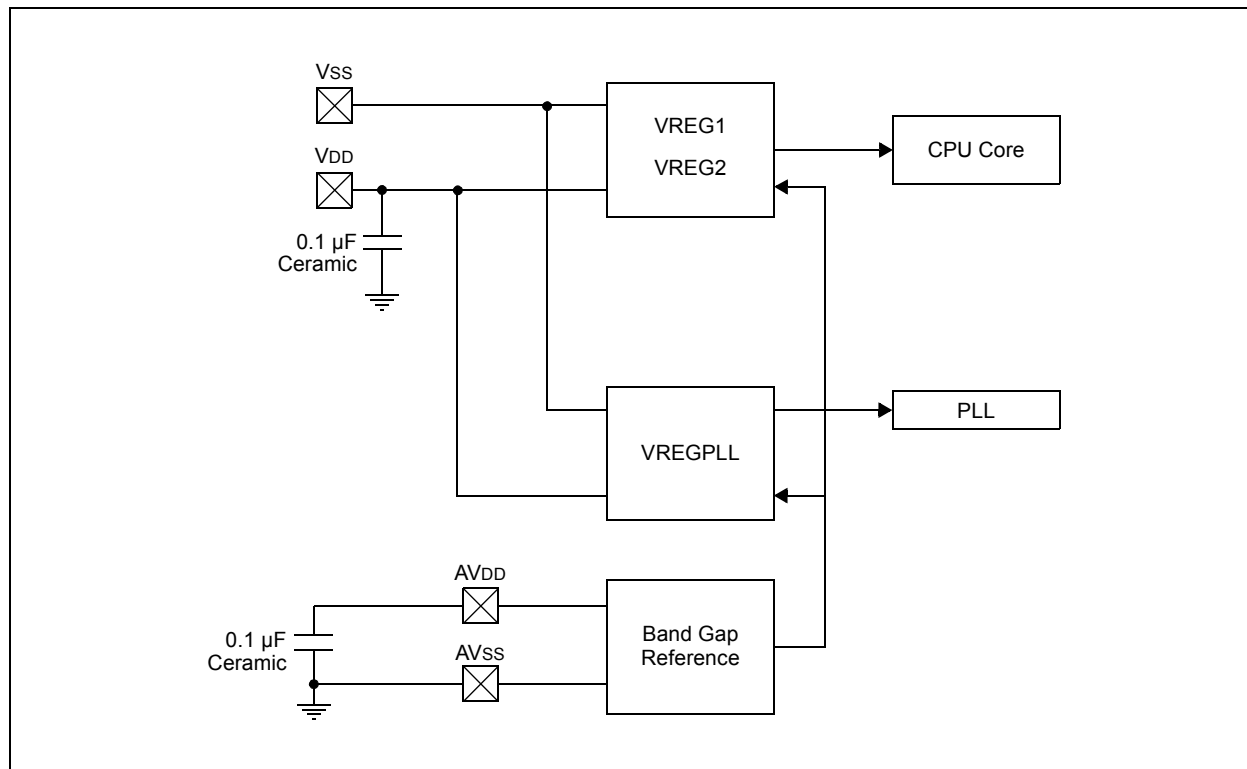 VSS
VDD
0.1 µF
Ceramic
VREG1
VREG2
CPU Core
VREGPLL
PLL
AVDD
AVSS
0.1 µF
Ceramic
Band Gap
Reference